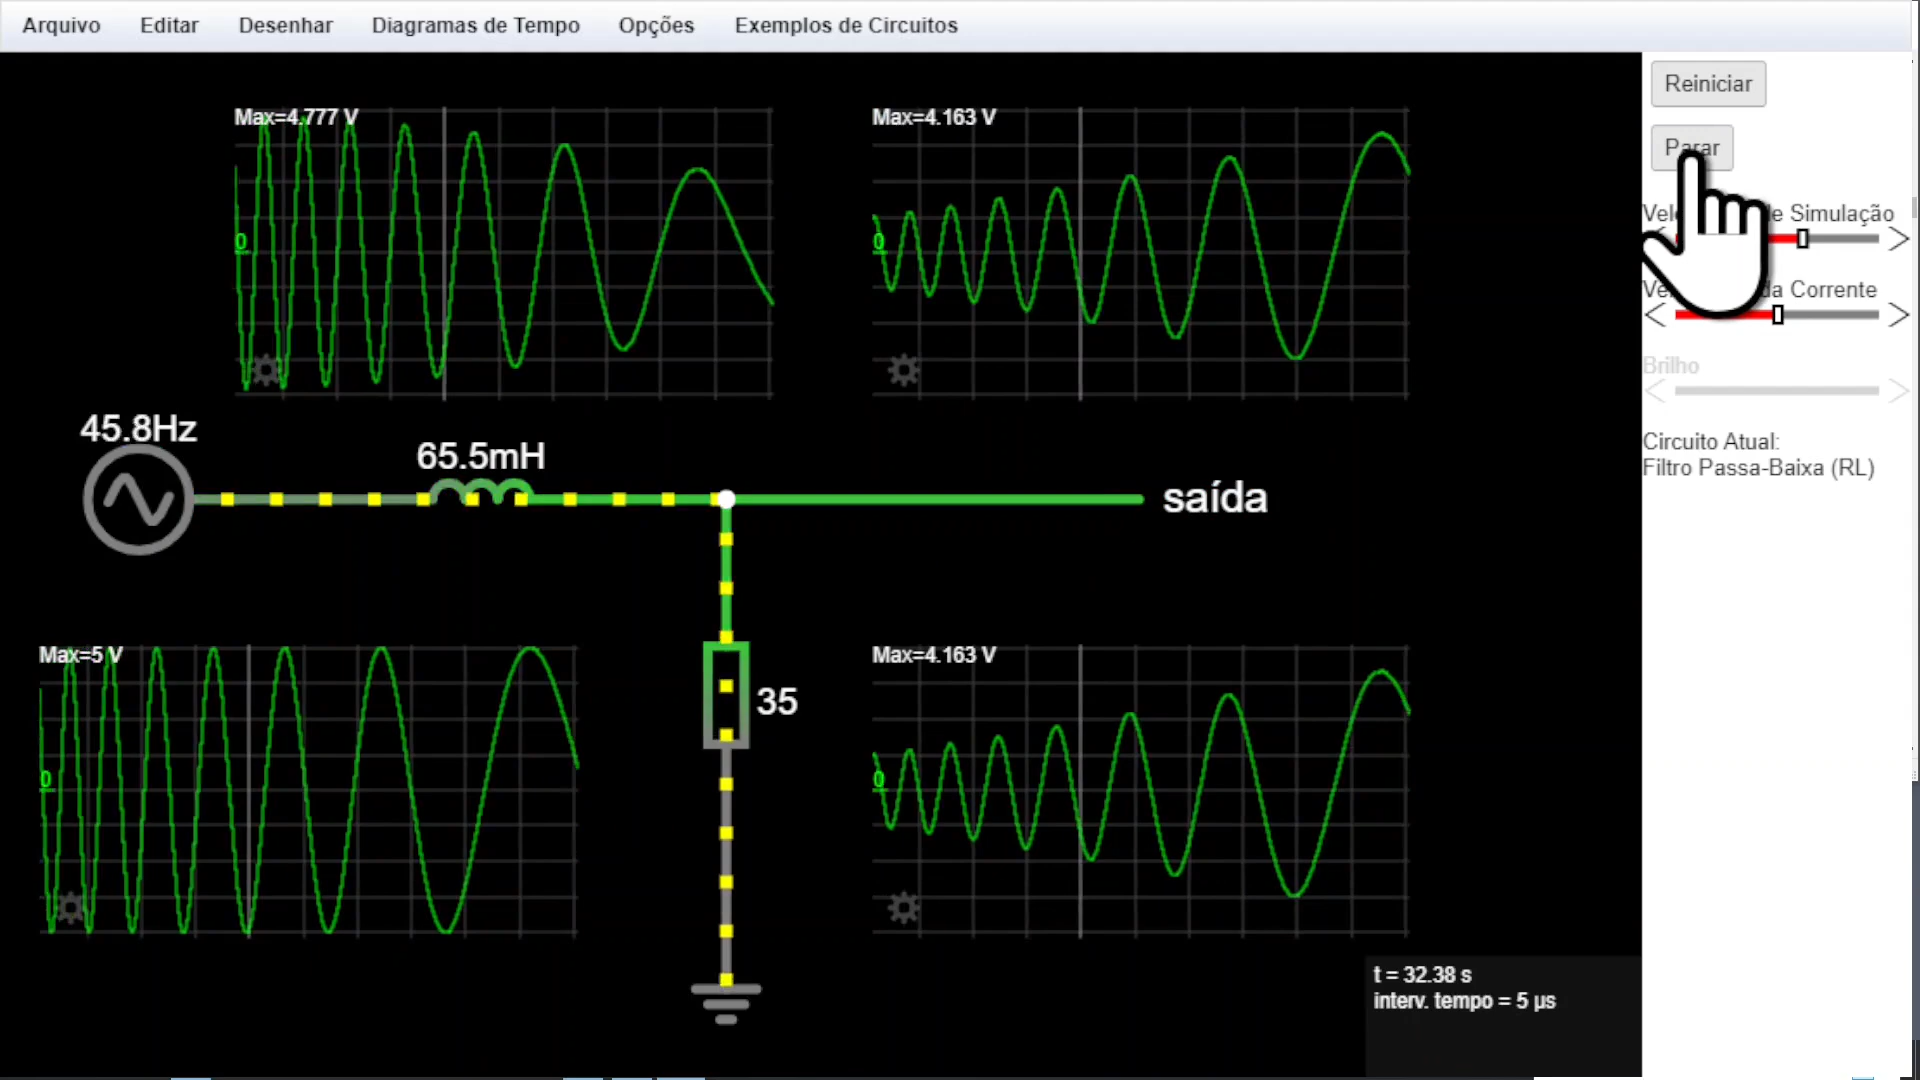 Arquivo Editar Desenhar Diagramas de Tempo Opções Exemplos de Circuitos
Reiniciar
Parar
de Simulação
da Corrente
Brilho
Circuito Atual:
Filtro Passa-Baixa (RL)
Max=4.777 V
0
Max=4.163 V
0
45.8Hz
65.5mH
saída
Max=5 V
0
35
Max=4.163 V
0
t = 32.38 s
interv. tempo = 5 µs